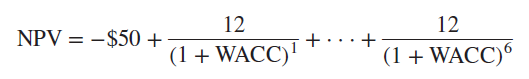 NPV = −$50 + 12/(1 + WACC)¹ + · · · + 12/(1 + WACC)⁶